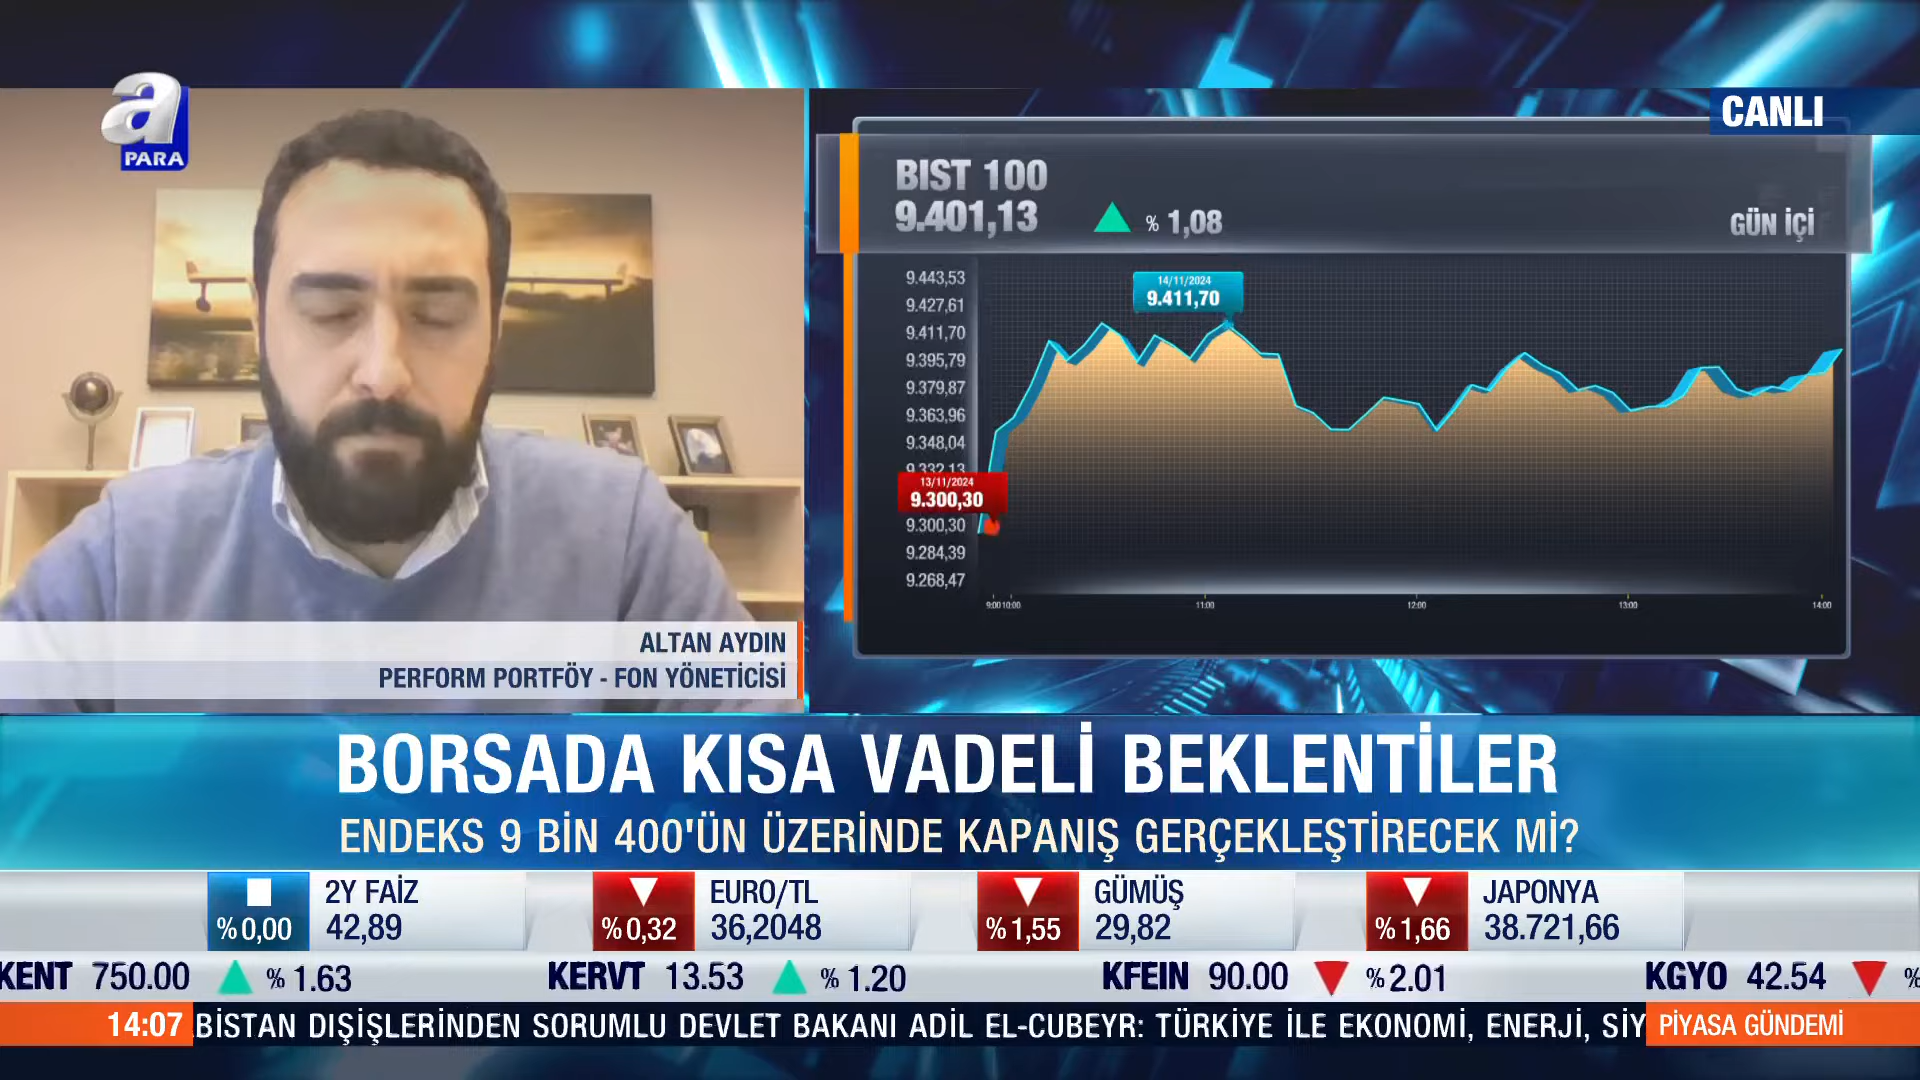 a
PARA
CANLI
BIST 100
9.401,13
% 1,08
GÜN İÇİ
9.443,53
9.427,61
9.411,70
9.395,79
9.379,87
9.363,96
9.348,04
9.332,13
9.300,30
9.284,39
9.268,47
14/11/2024
9.411,70
13/11/2024
9.300,30
9:00 10:00 11:00 12:00 13:00 14:00
ALTAN AYDIN
PERFORM PORTFÖY - FON YÖNETİCİSİ
BORSADA KISA VADELİ BEKLENTİLER
ENDEKS 9 BİN 400'ÜN ÜZERİNDE KAPANIŞ GERÇEKLEŞTİRECEK Mİ?
% 0,00 2Y FAİZ 42,89
% 0,32 EURO/TL 36,2048
% 1,55 GÜMÜŞ 29,82
% 1,66 JAPONYA 38.721,66
KENT 750.00 % 1.63 KERVT 13.53 % 1.20 KFEIN 90.00 % 2.01 KGYO 42.54 %
14:07 BİSTAN DIŞİŞLERİNDEN SORUMLU DEVLET BAKANI ADİL EL-CUBEYR: TÜRKİYE İLE EKONOMİ, ENERJİ, SİY PİYASA GÜNDEMİ